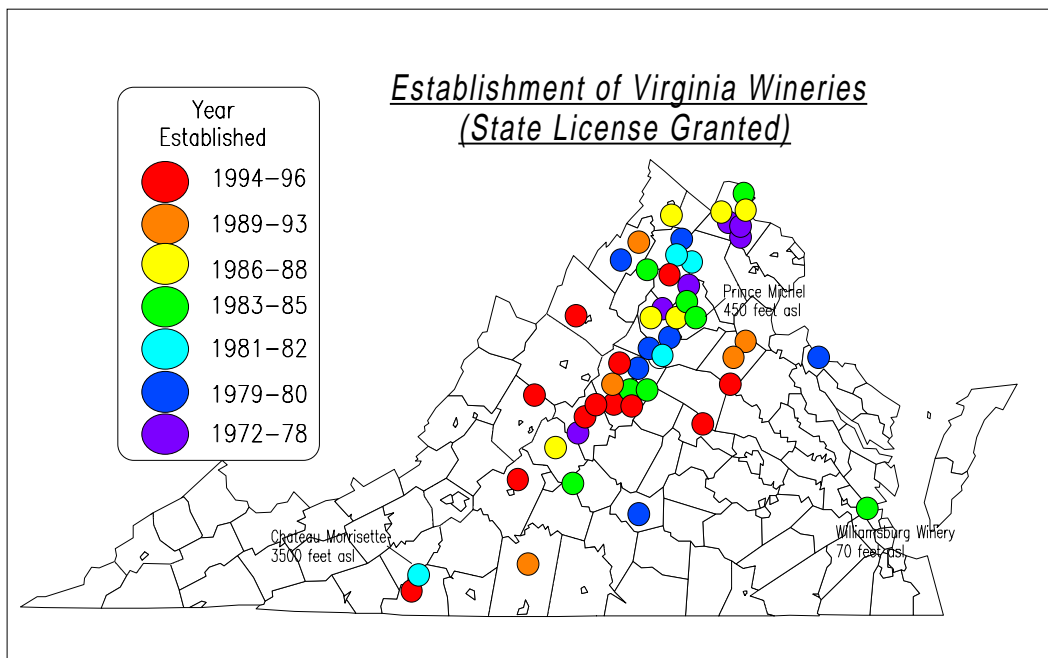 Establishment of Virginia Wineries
(State License Granted)
Year
Established
1994-96
1989-93
1986-88
1983-85
1981-82
1979-80
1972-78
Prince Michel
450 feet asl
Chateau Morrisette
3500 feet asl
Williamsburg Winery
70 feet asl